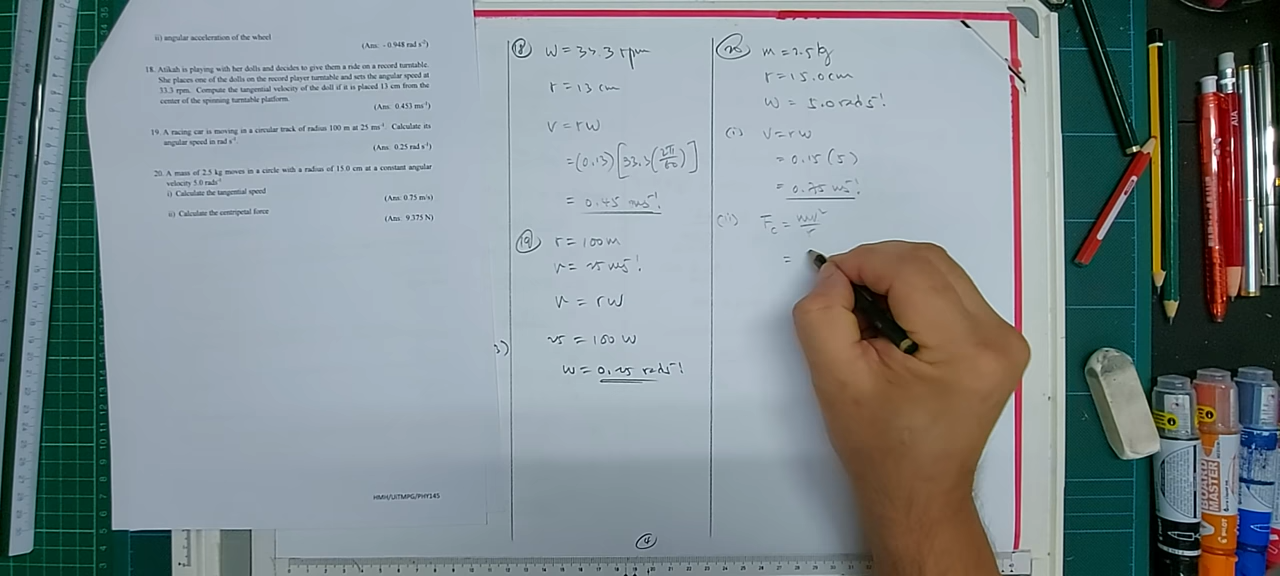 ii) angular acceleration of the wheel
(Ans: - 0.948 rad s⁻²)
18. Atikah is playing with her dolls and decides to give them a ride on a record turntable.
She places one of the dolls on the record player turntable and sets the angular speed at
33.3 rpm. Compute the tangential velocity of the doll if it is placed 13 cm from the
center of the spinning turntable platform.
(Ans: 0.453 ms⁻¹)
19. A racing car is moving in a circular track of radius 100 m at 25 ms⁻¹. Calculate its
angular speed in rad s⁻¹.
(Ans: 0.25 rad s⁻¹)
20. A mass of 2.5 kg moves in a circle with a radius of 15.0 cm at a constant angular
velocity 5.0 rads⁻¹
i) Calculate the tangential speed
(Ans: 0.75 m/s)
ii) Calculate the centripetal force
(Ans: 9.375 N)
HMH/UITMPG/PHY145
18 ω = 33.3 rpm
r = 13 cm
v = rω
= (0.13) [33.3 (2π/60)]
= 0.45 ms⁻¹
19 r = 100 m
v = 25 ms⁻¹
v = rω
25 = 100 ω
ω = 0.25 rads⁻¹
20 m = 2.5 kg
r = 15.0 cm
ω = 5.0 rads⁻¹
(i) v = rω
= 0.15 (5)
= 0.75 ms⁻¹
(ii) Fc = mv²/r
=
4
BOARD
MASTER
PILOT